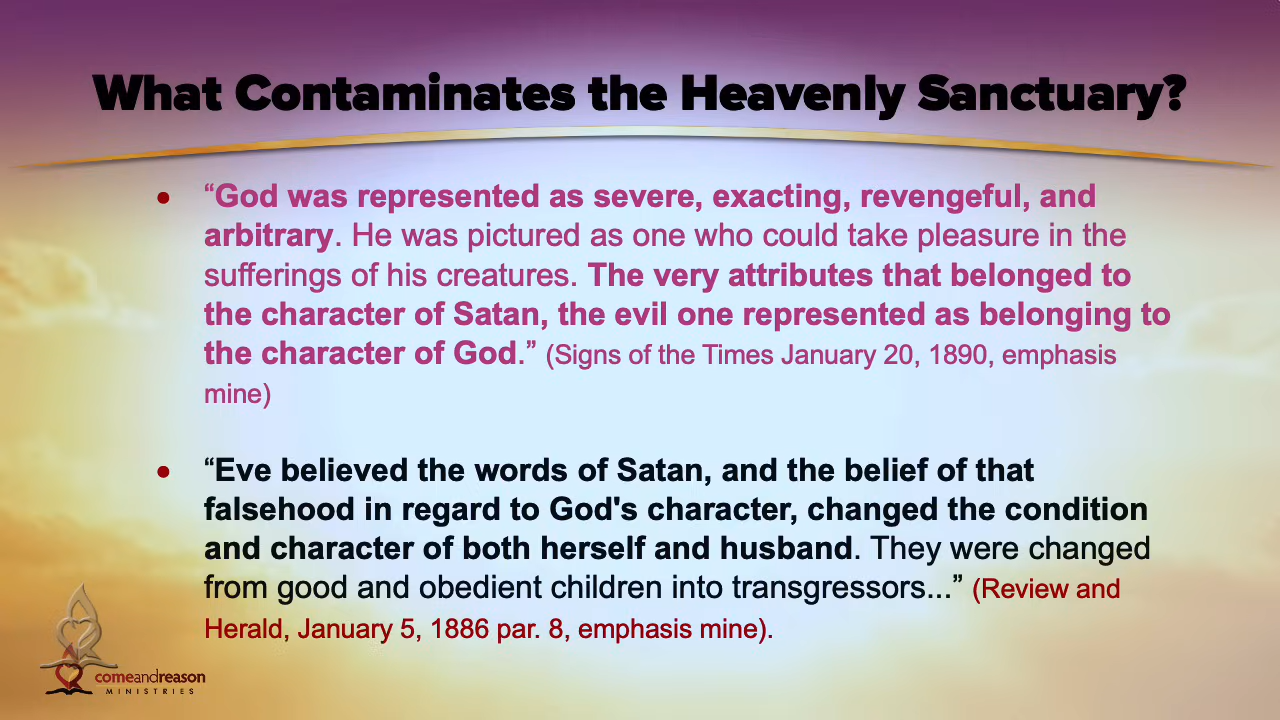 What Contaminates the Heavenly Sanctuary?
• “God was represented as severe, exacting, revengeful, and
arbitrary. He was pictured as one who could take pleasure in the
sufferings of his creatures. The very attributes that belonged to
the character of Satan, the evil one represented as belonging to
the character of God.” (Signs of the Times January 20, 1890, emphasis
mine)
• “Eve believed the words of Satan, and the belief of that
falsehood in regard to God's character, changed the condition
and character of both herself and husband. They were changed
from good and obedient children into transgressors...” (Review and
Herald, January 5, 1886 par. 8, emphasis mine).
comeandreason
MINISTRIES